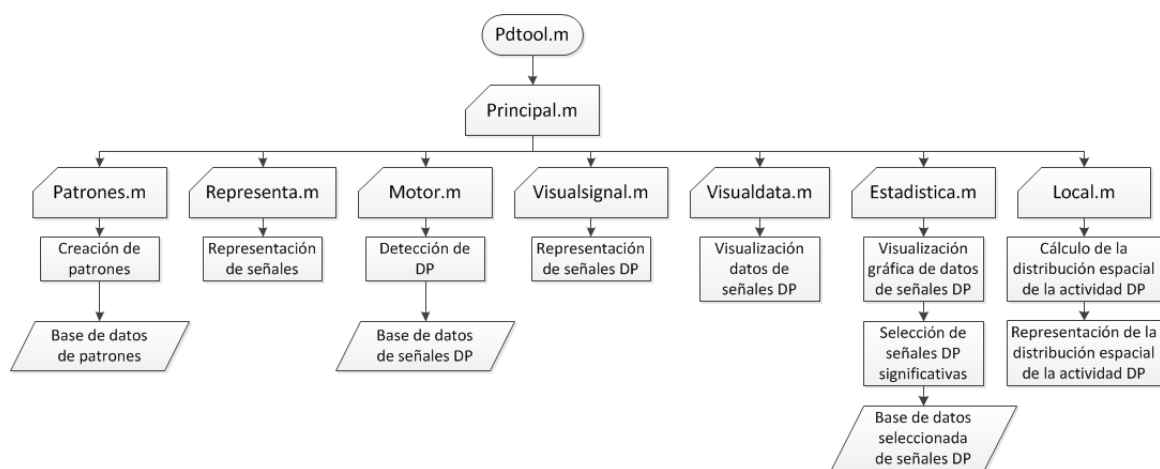 Pdtool.m
Principal.m
Patrones.m
Representa.m
Motor.m
Visualsignal.m
Visualdata.m
Estadistica.m
Local.m
Creación de
patrones
Representación
de señales
Detección de
DP
Representación
de señales DP
Visualización
datos de
señales DP
Visualización
gráfica de datos
de señales DP
Cálculo de la
distribución espacial
de la actividad DP
Base de datos
de patrones
Base de datos
de señales DP
Selección de
señales DP
significativas
Representación de la
distribución espacial
de la actividad DP
Base de datos
seleccionada
de señales DP